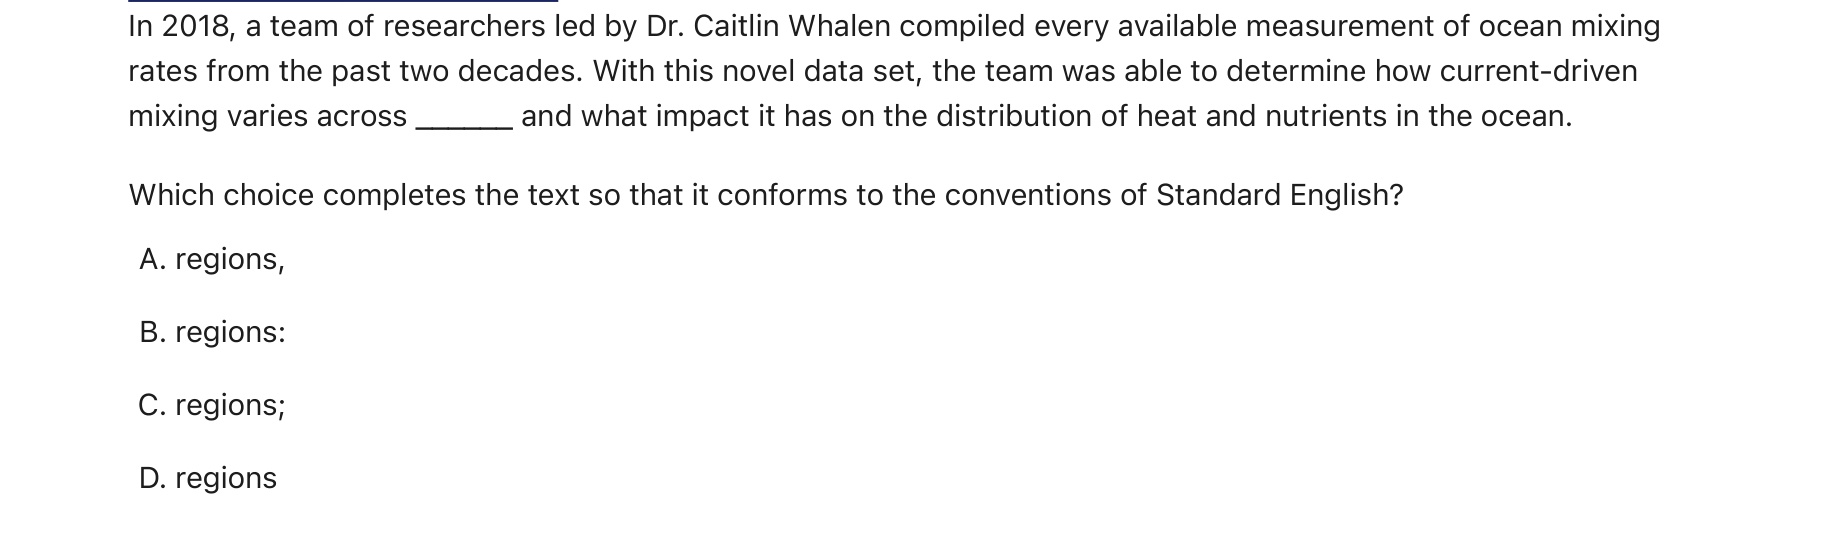 In 2018, a team of researchers led by Dr. Caitlin Whalen compiled every available measurement of ocean mixing
rates from the past two decades. With this novel data set, the team was able to determine how current-driven
mixing varies across ______ and what impact it has on the distribution of heat and nutrients in the ocean.
Which choice completes the text so that it conforms to the conventions of Standard English?
A. regions,
B. regions:
C. regions;
D. regions